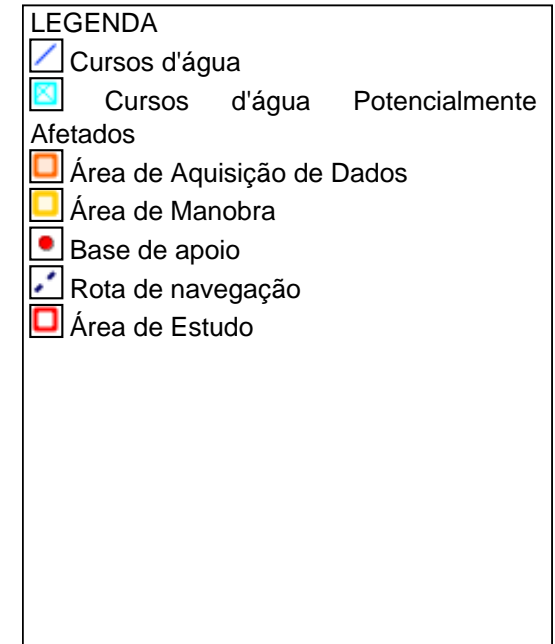 LEGENDA
Cursos d'água
Cursos d'água Potencialmente
Afetados
Área de Aquisição de Dados
Área de Manobra
Base de apoio
Rota de navegação
Área de Estudo